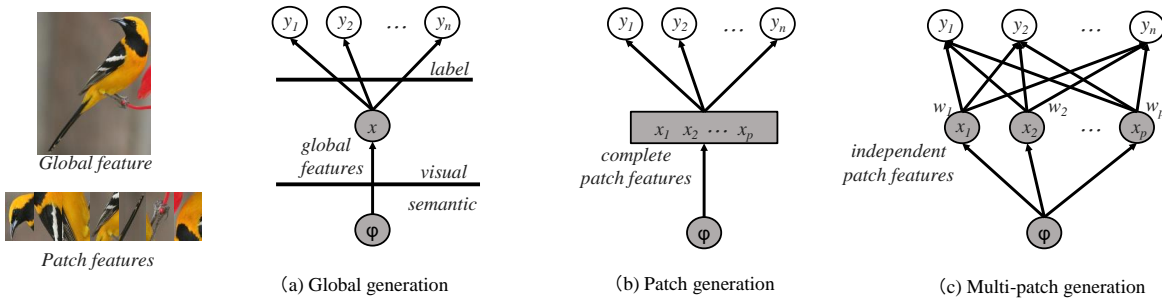 Global feature
Patch features
y1 y2 … yn
label
x
global
features
visual
semantic
φ
(a) Global generation
y1 y2 … yn
x1 x2 … xp
complete
patch features
φ
(b) Patch generation
y1 y2 … yn
w1 w2
x1 x2 … xp
independent
patch features
φ
(c) Multi-patch generation